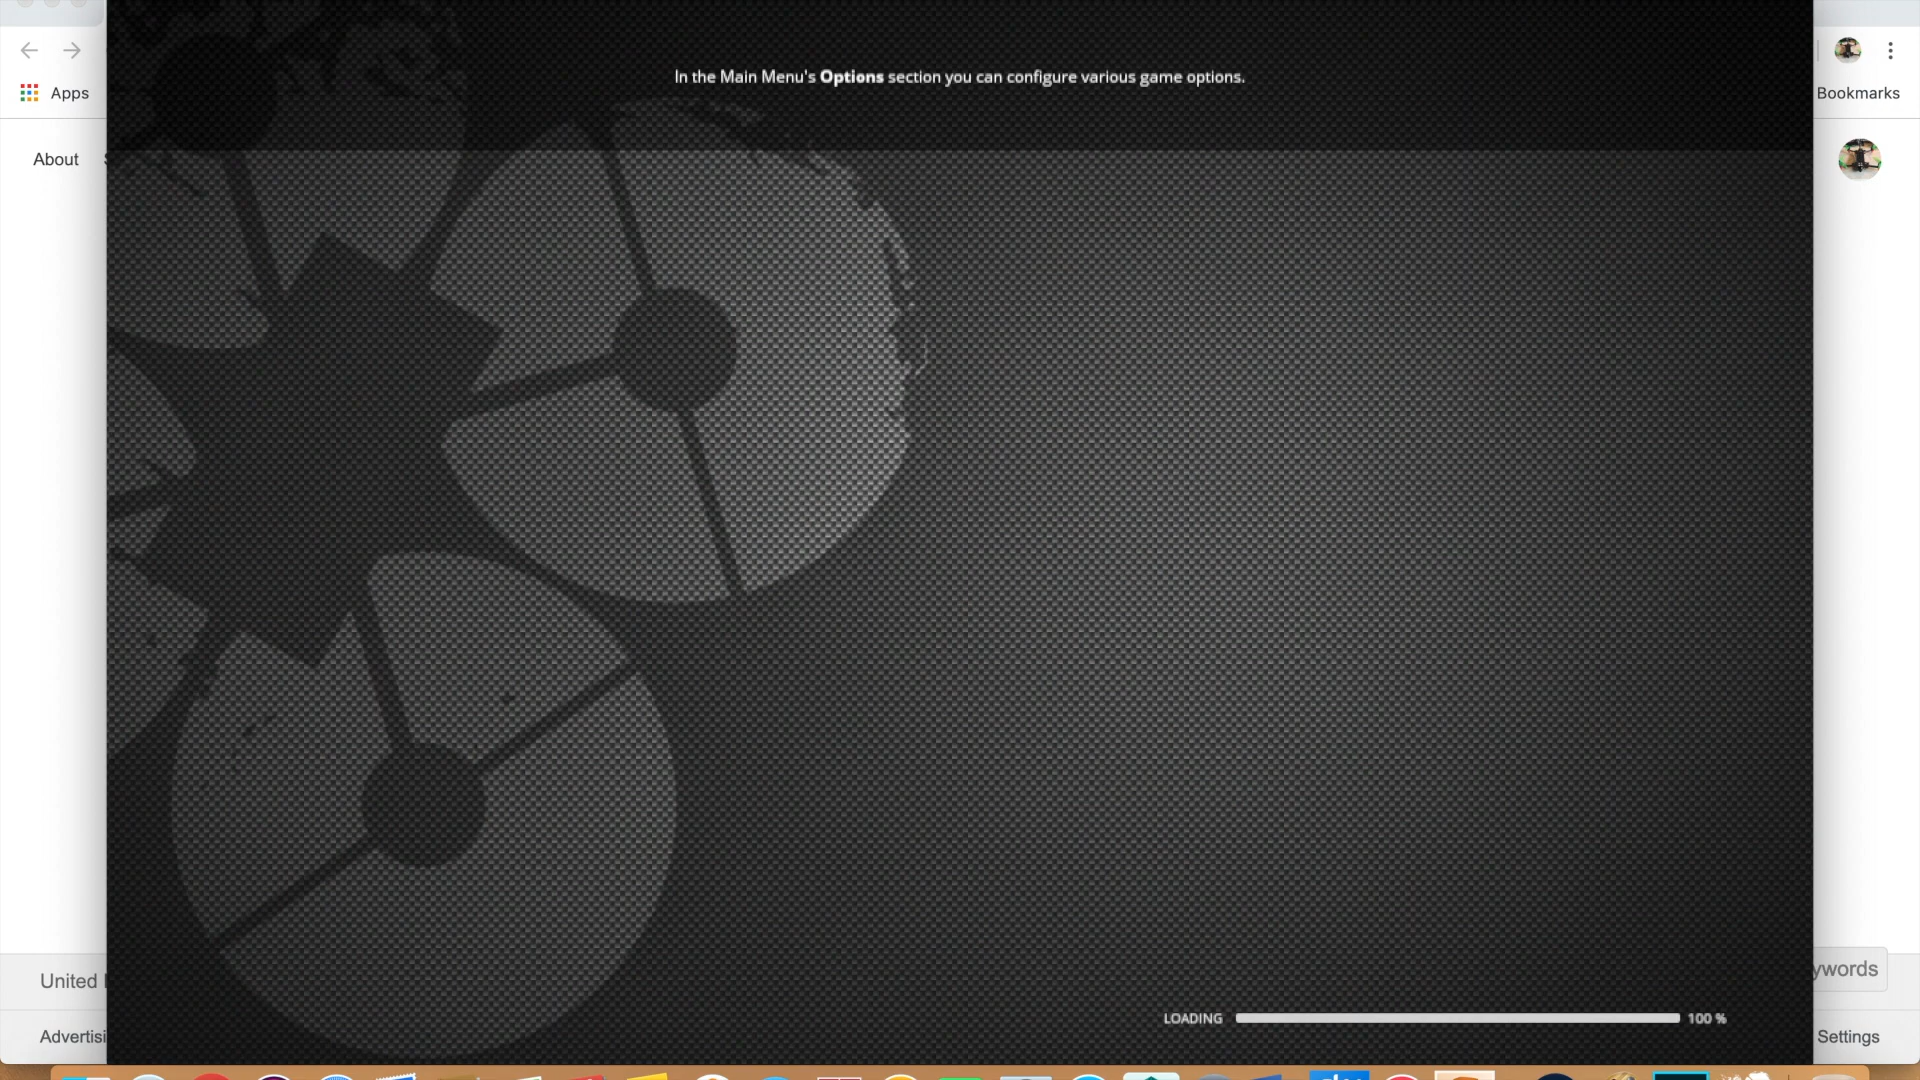 In the Main Menu's Options section you can configure various game options.
Apps
Bookmarks
About
United
ywords
Advertisi
Settings
LOADING 100 %